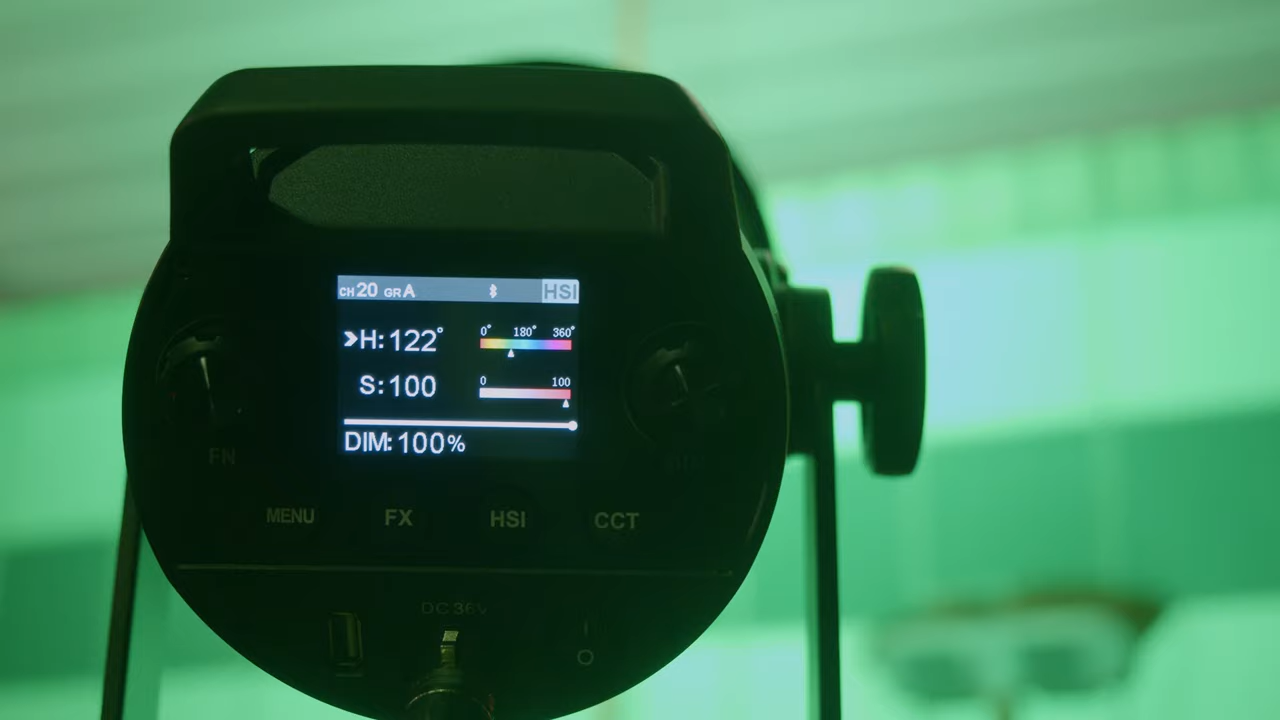 CH 20 GR A HSI
H: 122° 0° 180° 360°
S: 100 0 100
DIM: 100%
FN
MENU FX HSI CCT
DC 36V